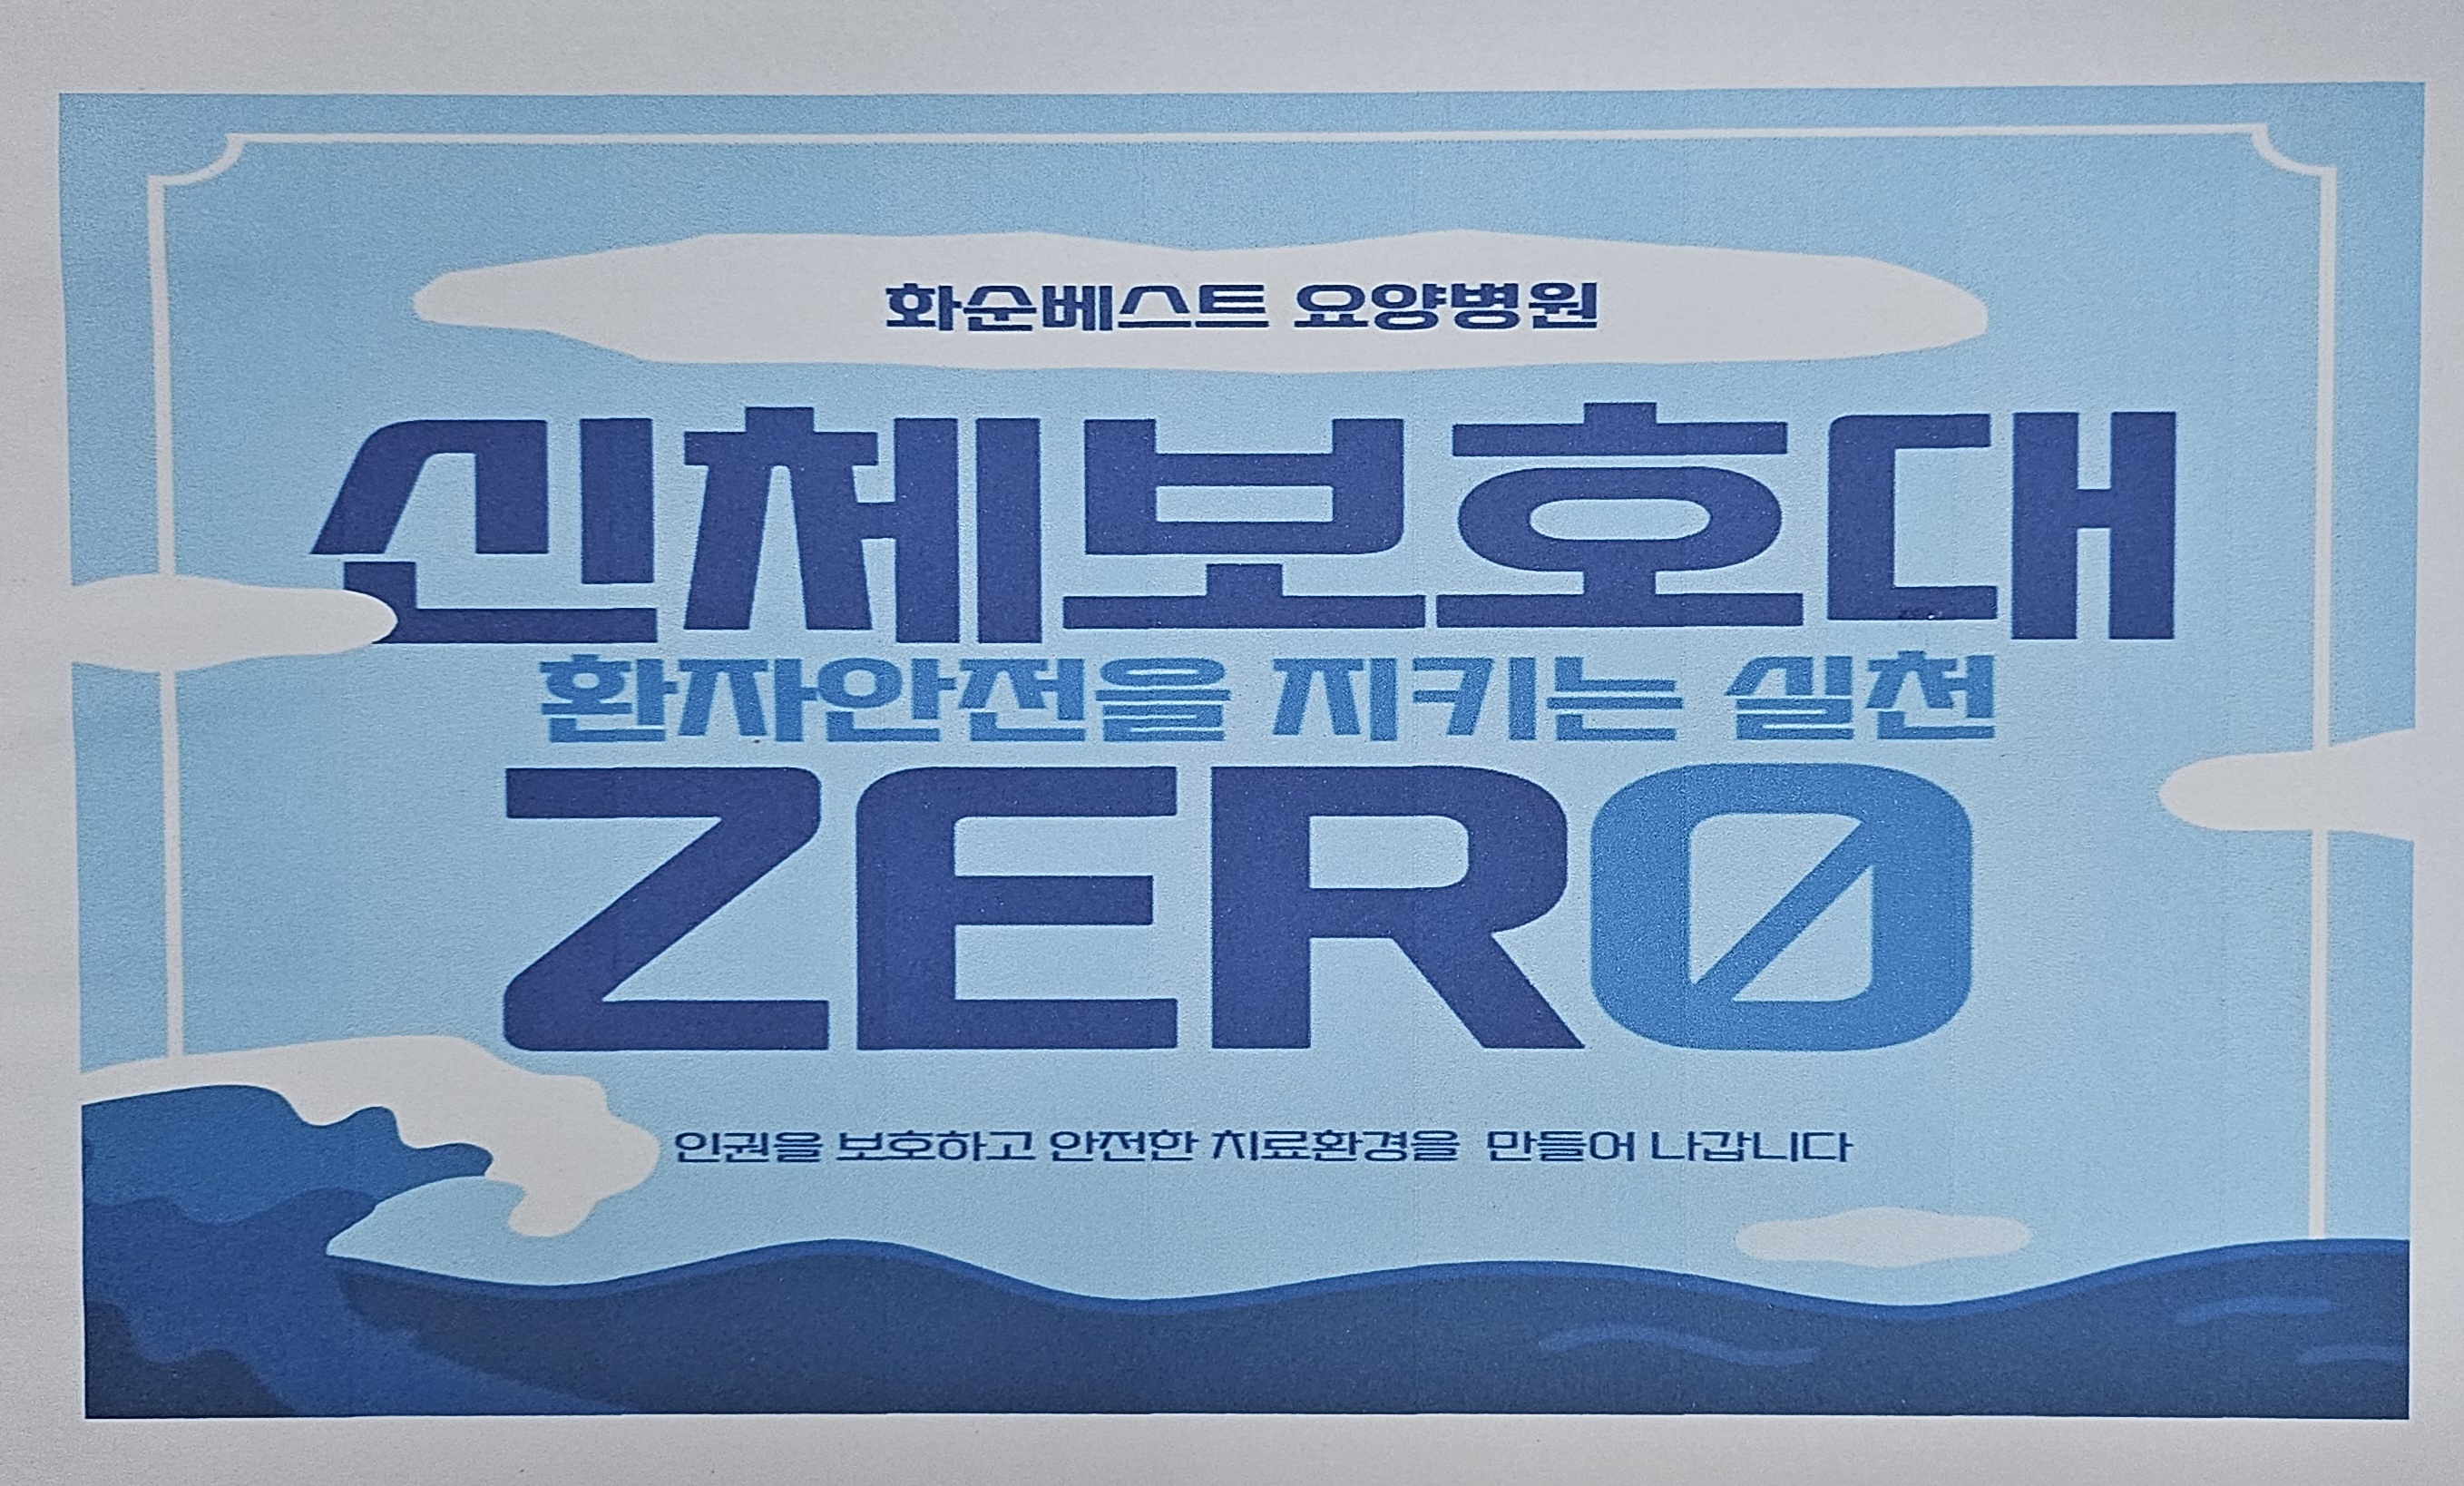 화순베스트 요양병원
신체보호대
환자안전을 지키는 실천
ZER0
인권을 보호하고 안전한 치료환경을 만들어 나갑니다